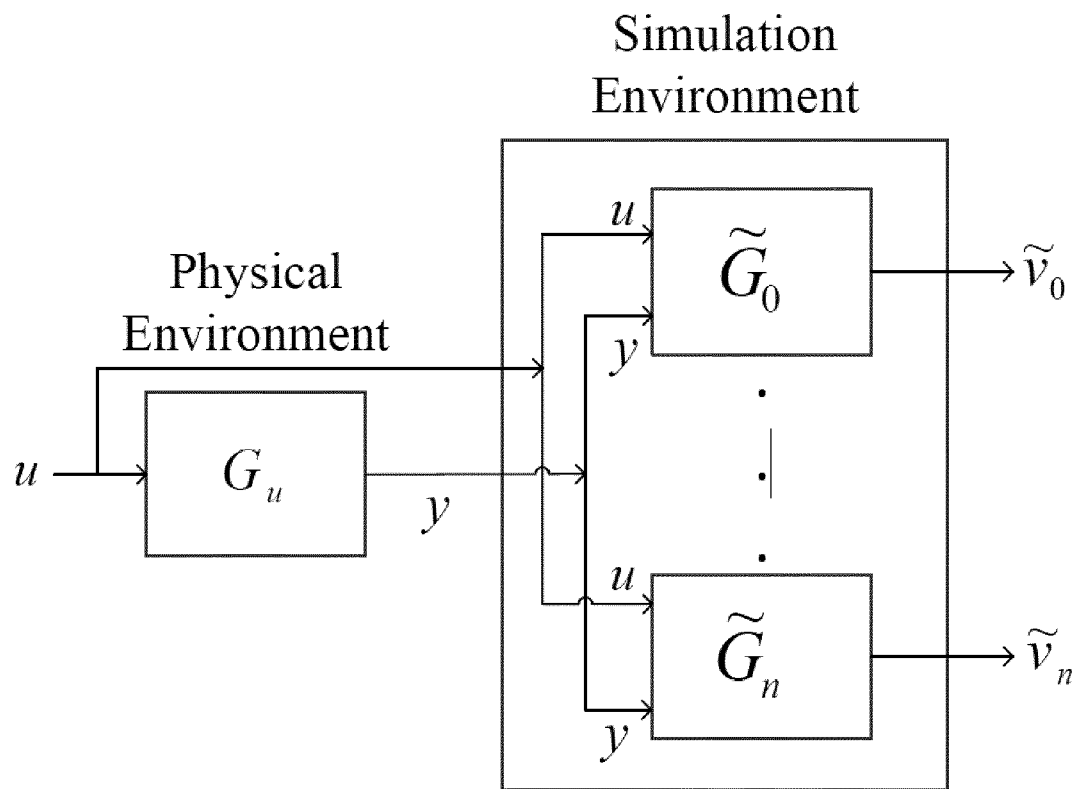 Simulation
Environment
u
G̃₀
ṽ₀
y
Physical
Environment
u
Gᵤ
y
u
G̃ₙ
ṽₙ
y